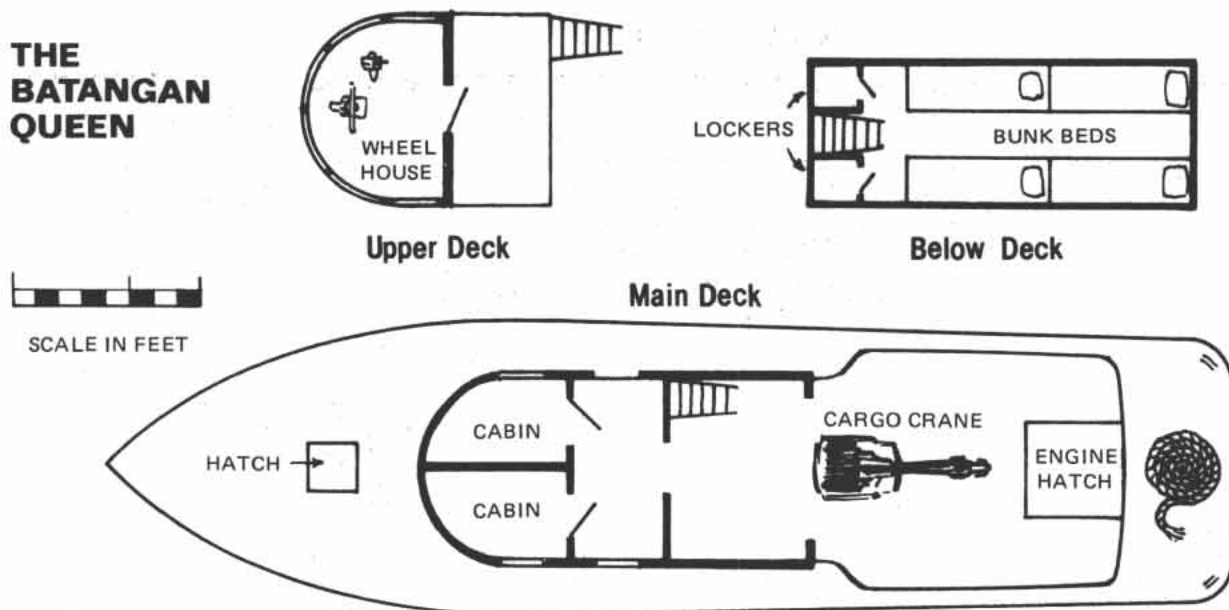 THE
BATANGAN
QUEEN
WHEEL
HOUSE
Upper Deck
LOCKERS
BUNK BEDS
Below Deck
SCALE IN FEET
Main Deck
HATCH
CABIN
CABIN
CARGO CRANE
ENGINE
HATCH